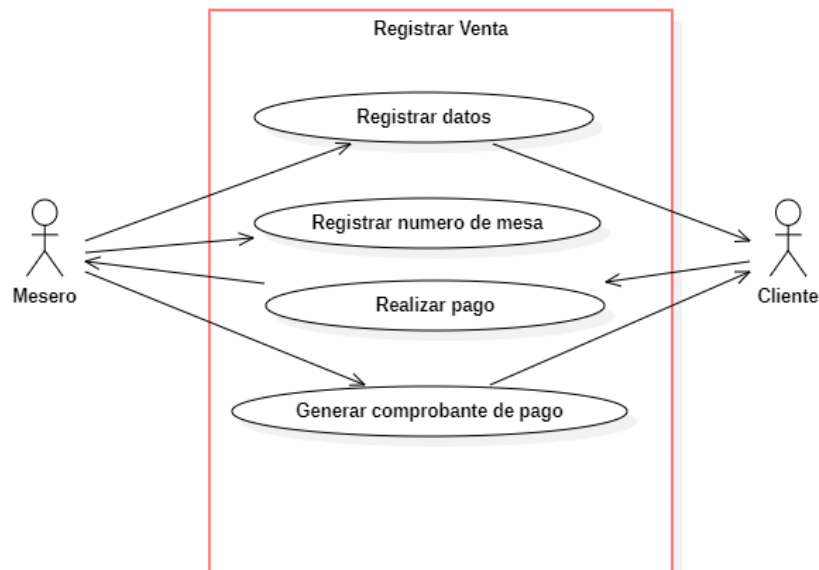 Registrar Venta
Registrar datos
Registrar numero de mesa
Mesero
Cliente
Realizar pago
Generar comprobante de pago